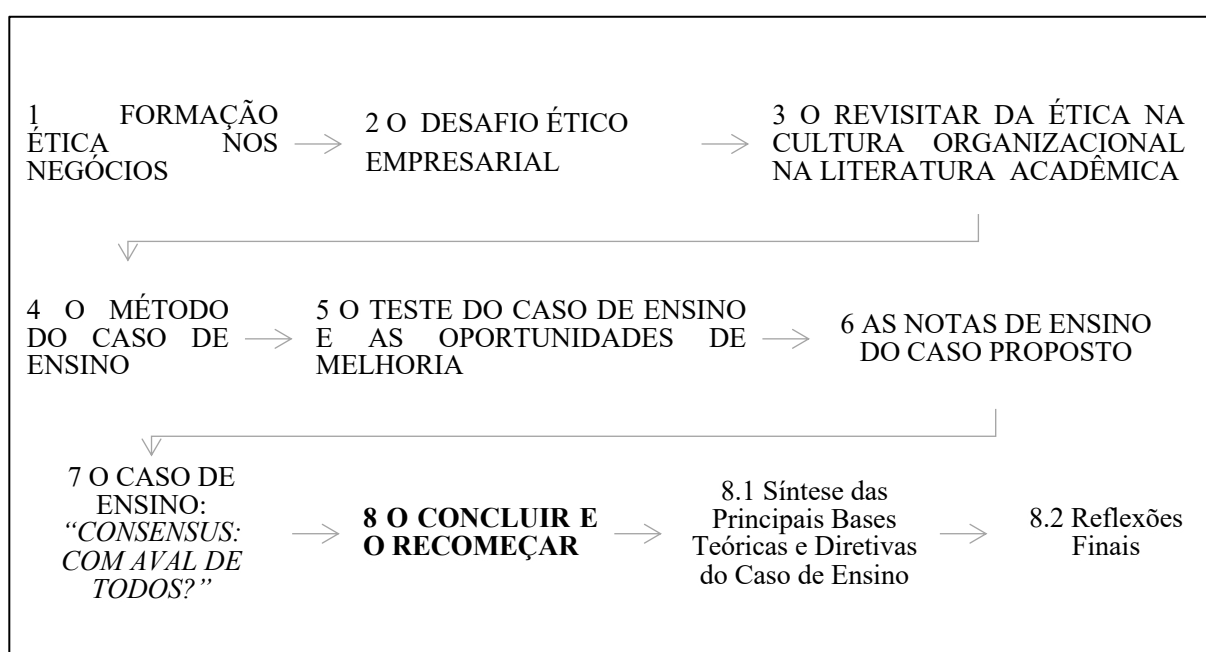 1 FORMAÇÃO
ÉTICA NOS
NEGÓCIOS
2 O DESAFIO ÉTICO
EMPRESARIAL
3 O REVISITAR DA ÉTICA NA
CULTURA ORGANIZACIONAL
NA LITERATURA ACADÊMICA
4 O MÉTODO
DO CASO DE
ENSINO
5 O TESTE DO CASO DE ENSINO
E AS OPORTUNIDADES DE
MELHORIA
6 AS NOTAS DE ENSINO
DO CASO PROPOSTO
7 O CASO DE
ENSINO:
“CONSENSUS:
COM AVAL DE
TODOS?”
8 O CONCLUIR E
O RECOMEÇAR
8.1 Síntese das
Principais Bases
Teóricas e Diretivas
do Caso de Ensino
8.2 Reflexões
Finais